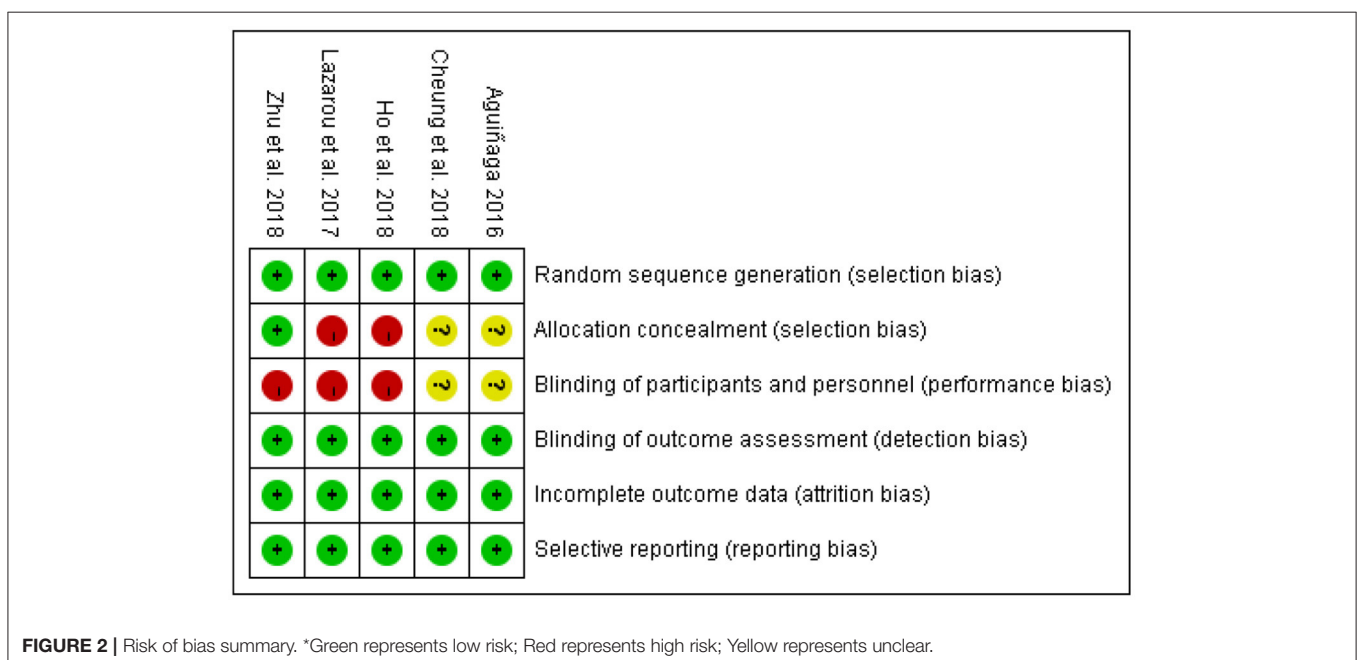 Zhu et al. 2018
Lazarou et al. 2017
Ho et al. 2018
Cheung et al. 2018
Aguiñaga 2016
+ + + + + Random sequence generation (selection bias)
+ - - ? ? Allocation concealment (selection bias)
- - - ? ? Blinding of participants and personnel (performance bias)
+ + + + + Blinding of outcome assessment (detection bias)
+ + + + + Incomplete outcome data (attrition bias)
+ + + + + Selective reporting (reporting bias)
FIGURE 2 | Risk of bias summary. *Green represents low risk; Red represents high risk; Yellow represents unclear.